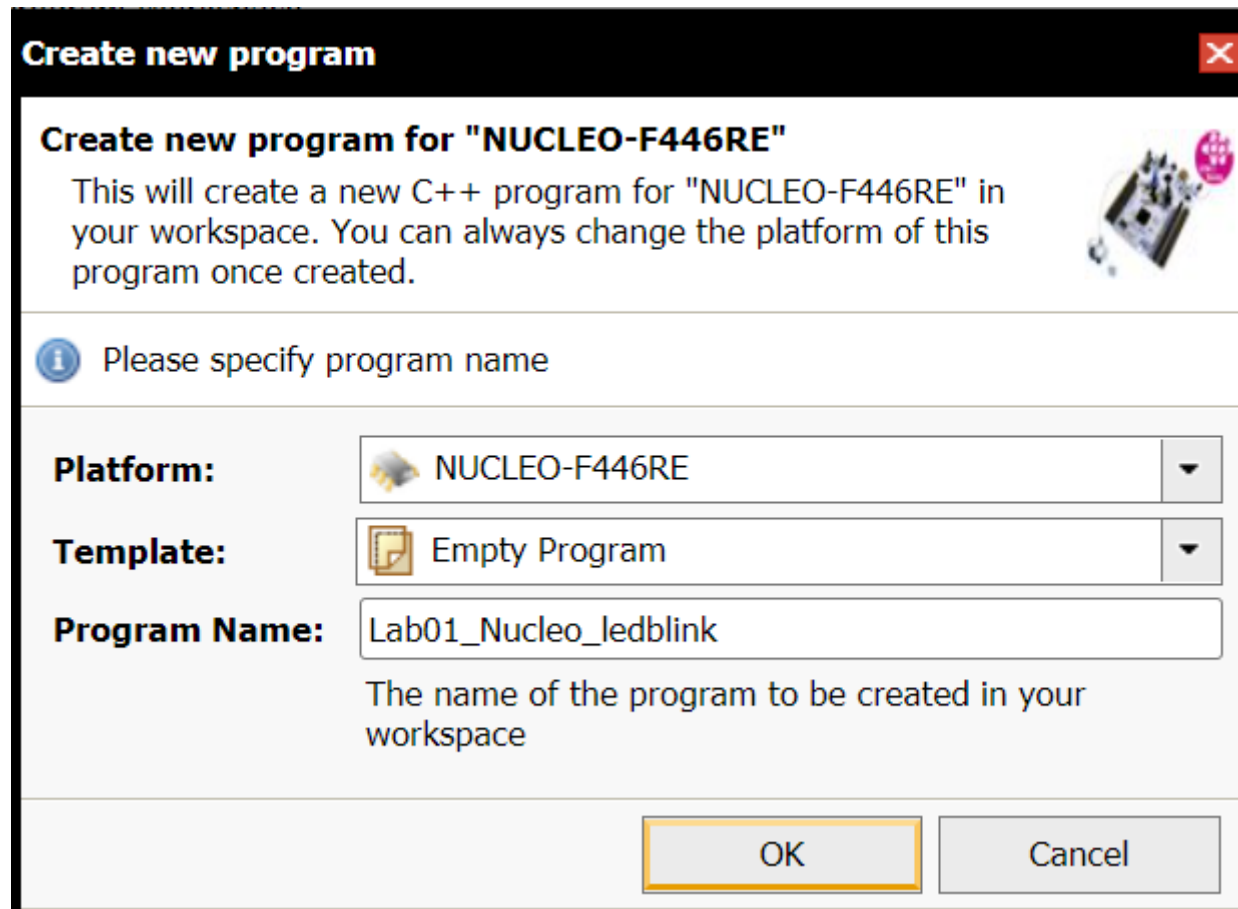 Create new program
Create new program for "NUCLEO-F446RE"
This will create a new C++ program for "NUCLEO-F446RE" in
your workspace. You can always change the platform of this
program once created.
Please specify program name
Platform:
NUCLEO-F446RE
Template:
Empty Program
Program Name:
Lab01_Nucleo_ledblink
The name of the program to be created in your
workspace
OK
Cancel